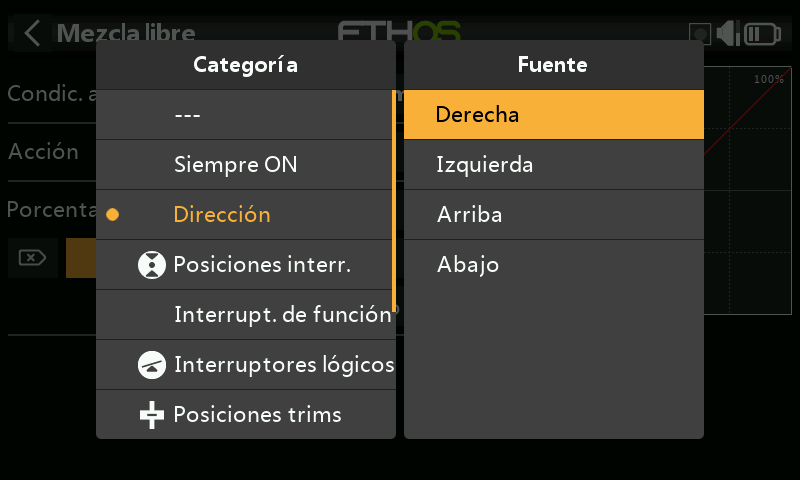 Mezcla libre
ETHOS
Categoría
Fuente
Condic. a
100%
---
Derecha
Siempre ON
Izquierda
Acción
Dirección
Arriba
Porcenta
Posiciones interr.
Abajo
Interrupt. de función
Interruptores lógicos
Posiciones trims